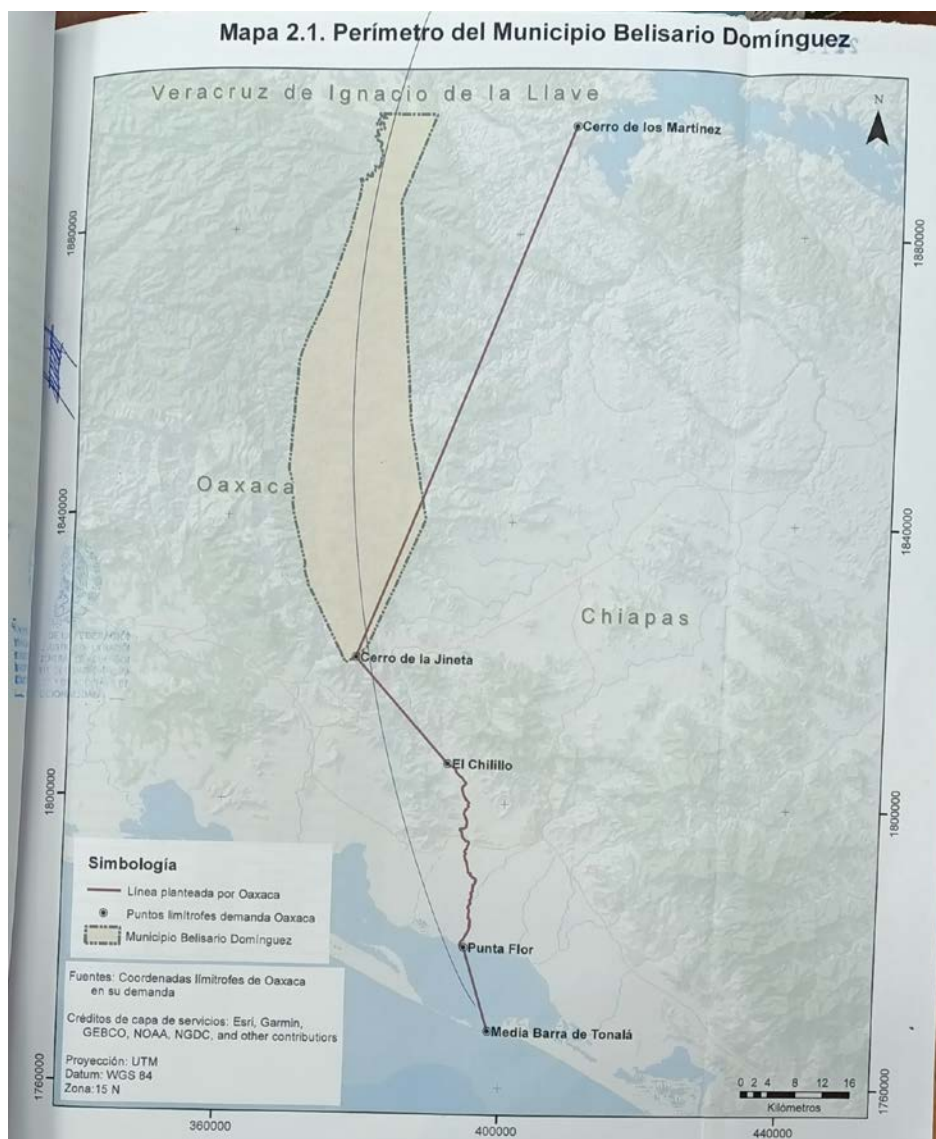 Mapa 2.1. Perímetro del Municipio Belisario Domínguez
Veracruz de Ignacio de la Llave
N
Cerro de los Martinez
1880000
1880000
Oaxaca
1840000
1840000
Chiapas
Cerro de la Jineta
El Chilillo
1800000
1800000
Simbología
Línea planteada por Oaxaca
Puntos limítrofes demanda Oaxaca
Municipio Belisario Domínguez
Punta Flor
Fuentes: Coordenadas límitrofes de Oaxaca
en su demanda
Créditos de capa de servicios: Esri, Garmin,
GEBCO, NOAA, NGDC, and other contributiors
Media Barra de Tonalá
Proyección: UTM
Datum: WGS 84
Zona:15 N
0 2 4 8 12 16
Kilómetros
1760000
1760000
360000
400000
440000